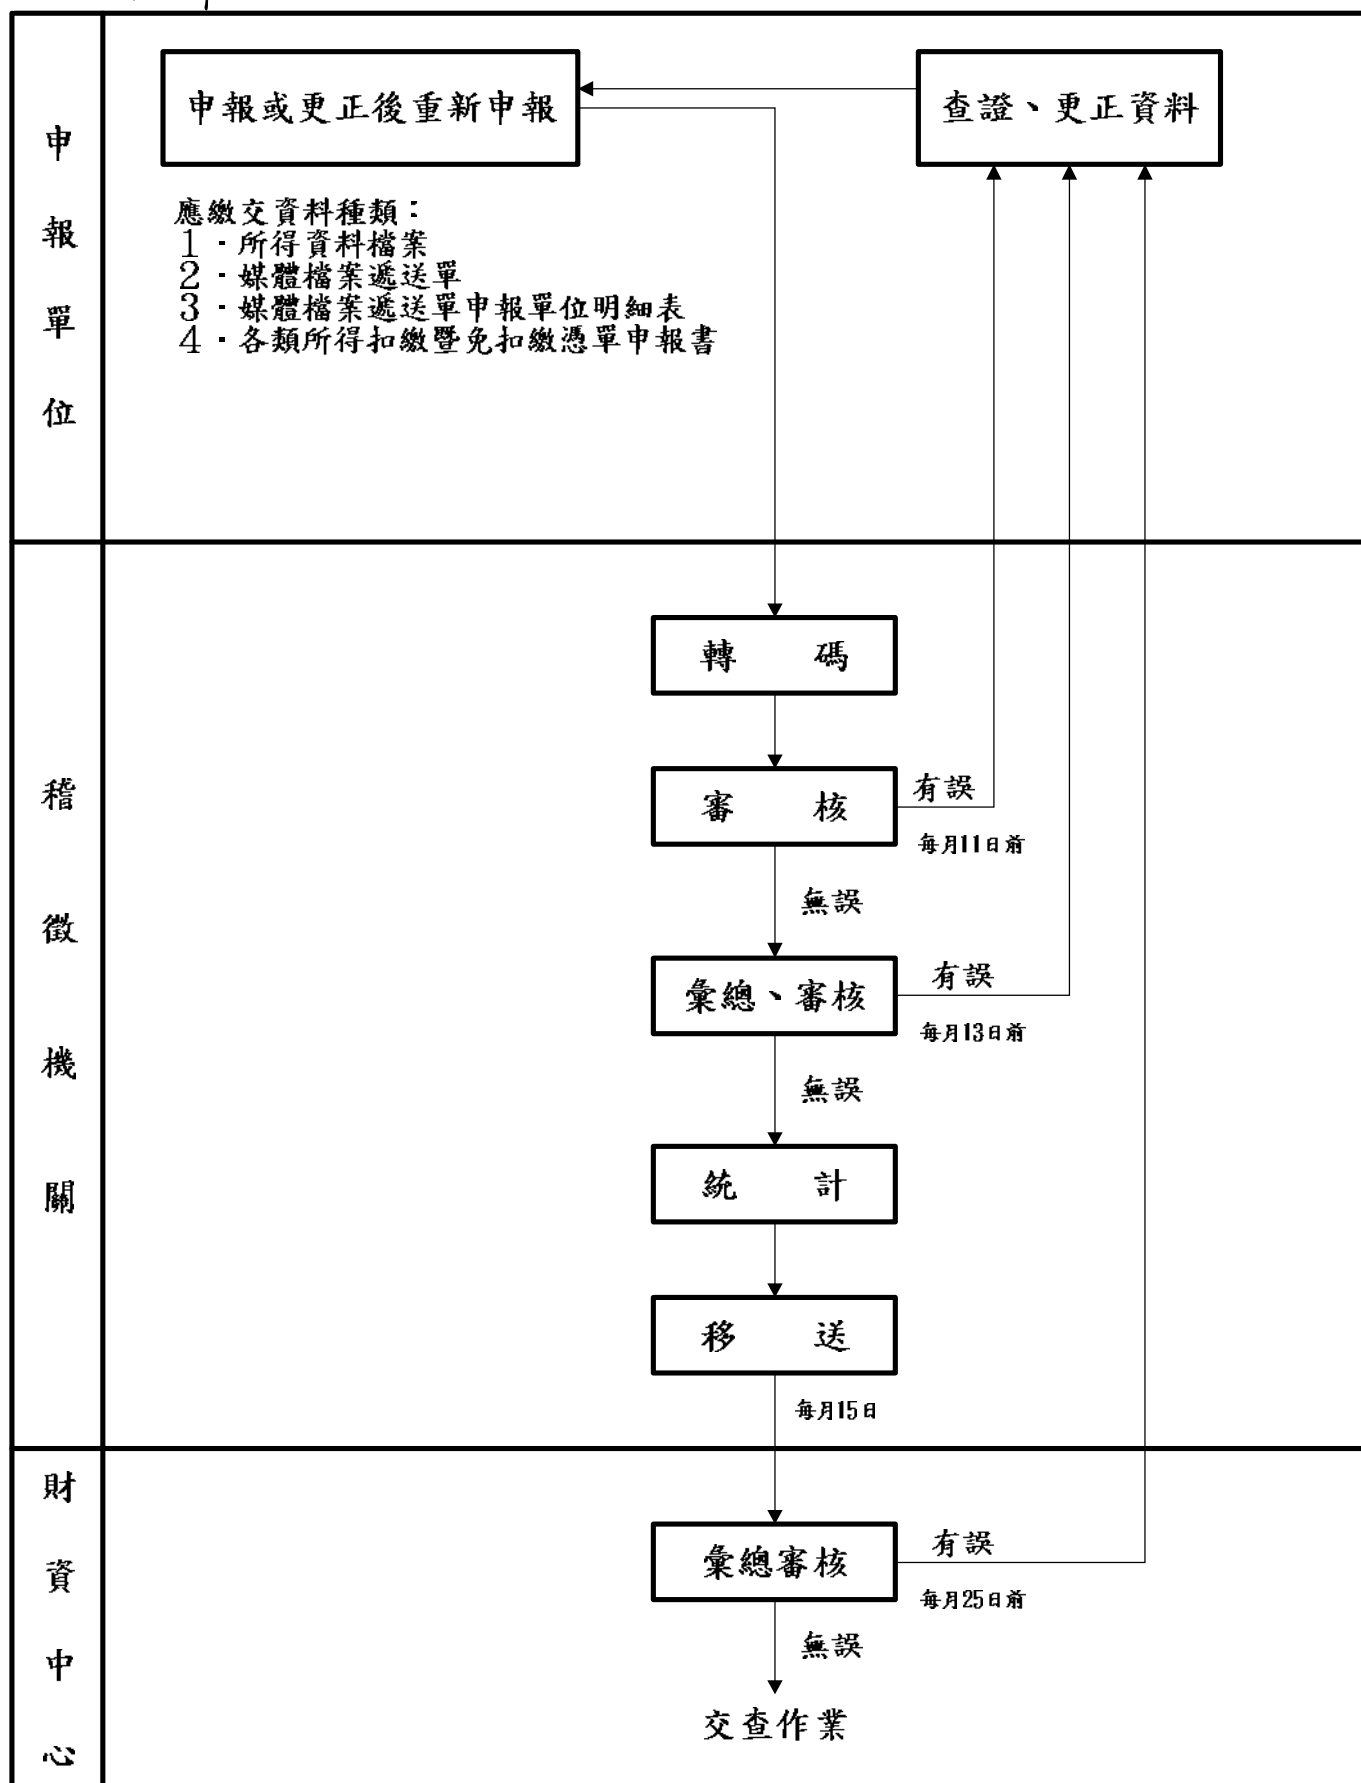 申報單位
申報或更正後重新申報
查證、更正資料
應繳交資料種類：
1．所得資料檔案
2．媒體檔案遞送單
3．媒體檔案遞送單申報單位明細表
4．各類所得扣繳暨免扣繳憑單申報書
稽徵機關
轉 碼
審 核
有誤
每月11日前
無誤
彙總、審核
有誤
每月13日前
無誤
統 計
移 送
每月15日
財資中心
彙總審核
有誤
每月25日前
無誤
交查作業